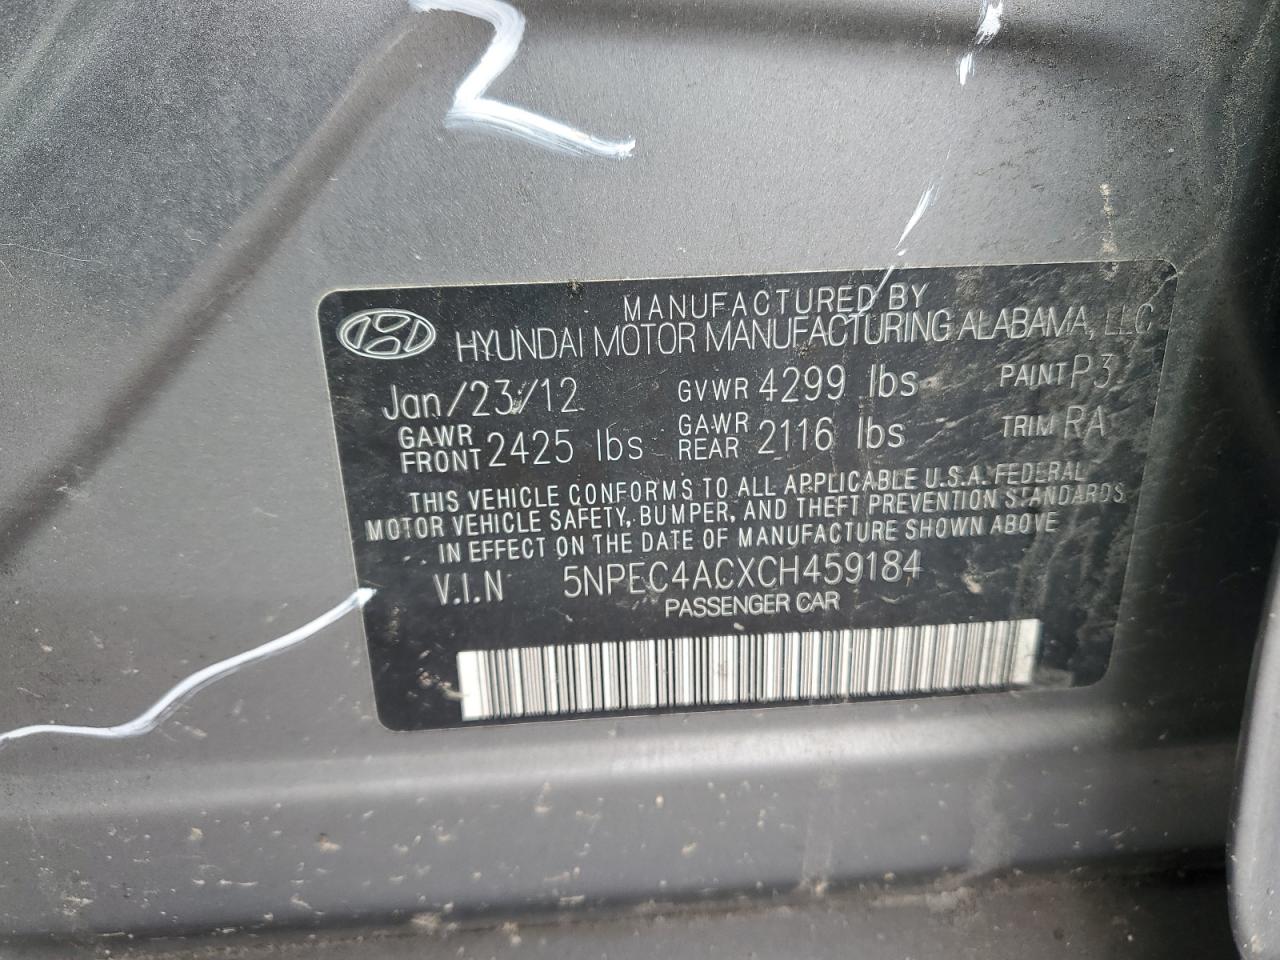 MANUFACTURED BY
HYUNDAI MOTOR MANUFACTURING ALABAMA, LLC
Jan/23/12 GVWR 4299 lbs PAINT P3
GAWR FRONT 2425 lbs GAWR REAR 2116 lbs TRIM RA
THIS VEHICLE CONFORMS TO ALL APPLICABLE U.S.A. FEDERAL
MOTOR VEHICLE SAFETY, BUMPER, AND THEFT PREVENTION STANDARDS
IN EFFECT ON THE DATE OF MANUFACTURE SHOWN ABOVE
V.I.N 5NPEC4ACXCH459184
PASSENGER CAR